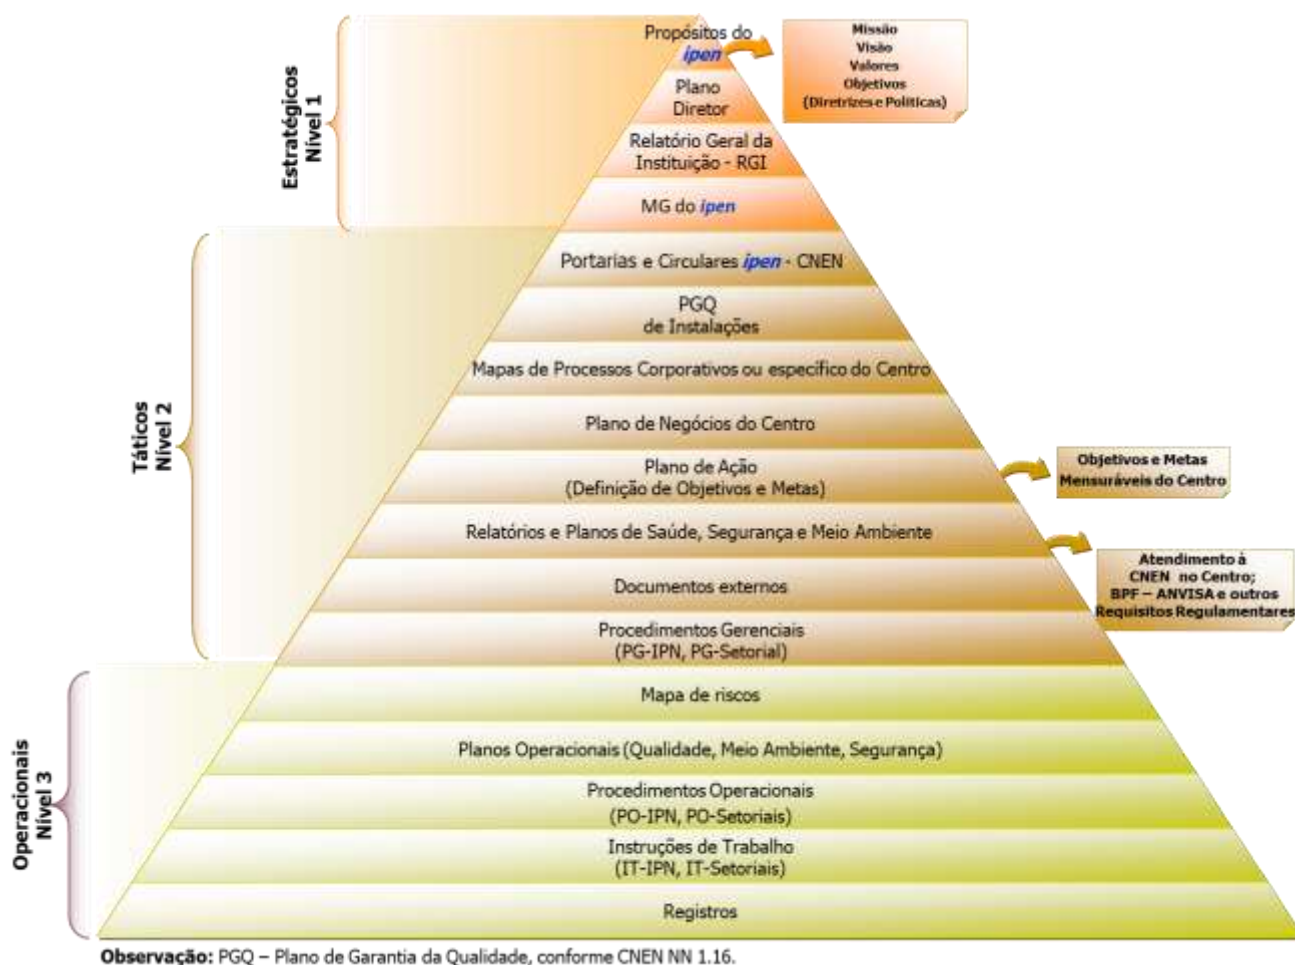 Propósitos do
ipen
Missão
Visão
Valores
Objetivos
(Diretrizes e Políticas)
Estratégicos
Nível 1
Plano
Diretor
Relatório Geral da
Instituição - RGI
MG do ipen
Táticos
Nível 2
Portarias e Circulares ipen - CNEN
PGQ
de Instalações
Mapas de Processos Corporativos ou específico do Centro
Plano de Negócios do Centro
Plano de Ação
(Definição de Objetivos e Metas)
Objetivos e Metas
Mensuráveis do Centro
Relatórios e Planos de Saúde, Segurança e Meio Ambiente
Atendimento à
CNEN no Centro;
BPF – ANVISA e outros
Requisitos Regulamentares
Documentos externos
Procedimentos Gerenciais
(PG-IPN, PG-Setorial)
Operacionais
Nível 3
Mapa de riscos
Planos Operacionais (Qualidade, Meio Ambiente, Segurança)
Procedimentos Operacionais
(PO-IPN, PO-Setoriais)
Instruções de Trabalho
(IT-IPN, IT-Setoriais)
Registros
Observação: PGQ – Plano de Garantia da Qualidade, conforme CNEN NN 1.16.